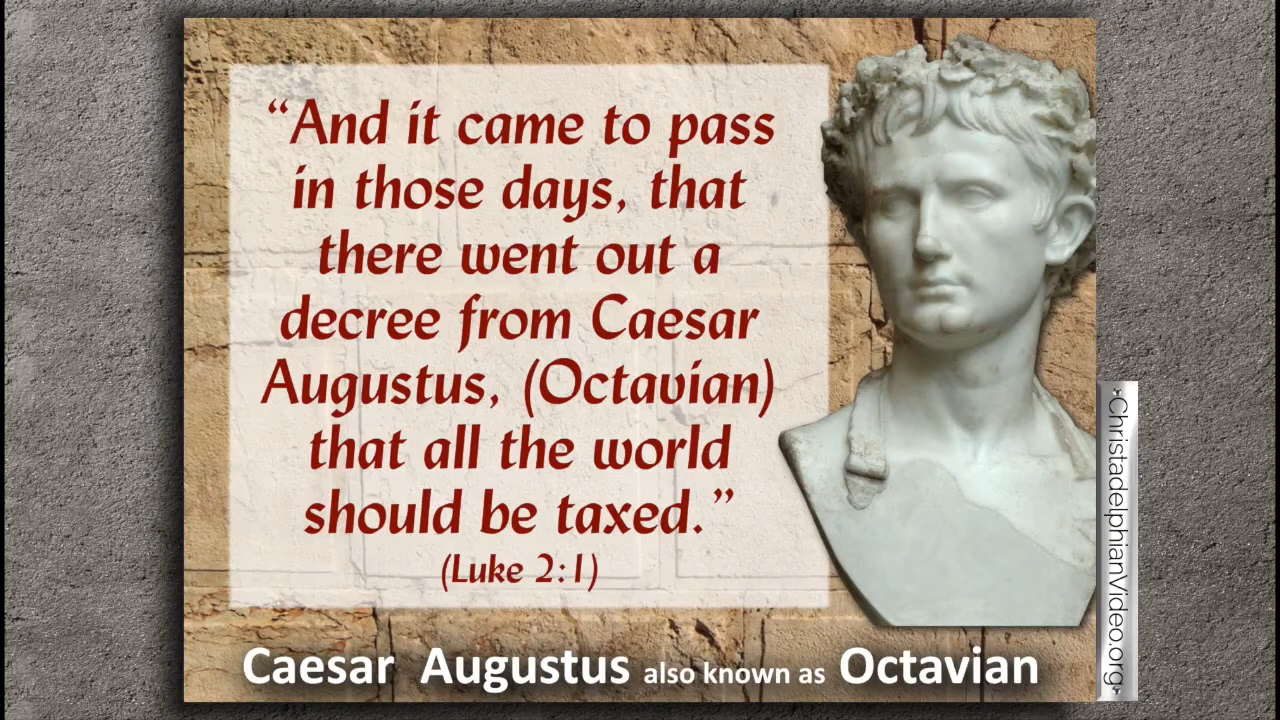 “And it came to pass
in those days, that
there went out a
decree from Caesar
Augustus, (Octavian)
that all the world
should be taxed.”
(Luke 2:1)
Caesar Augustus also known as Octavian
•ChristadelphianVideo.org•